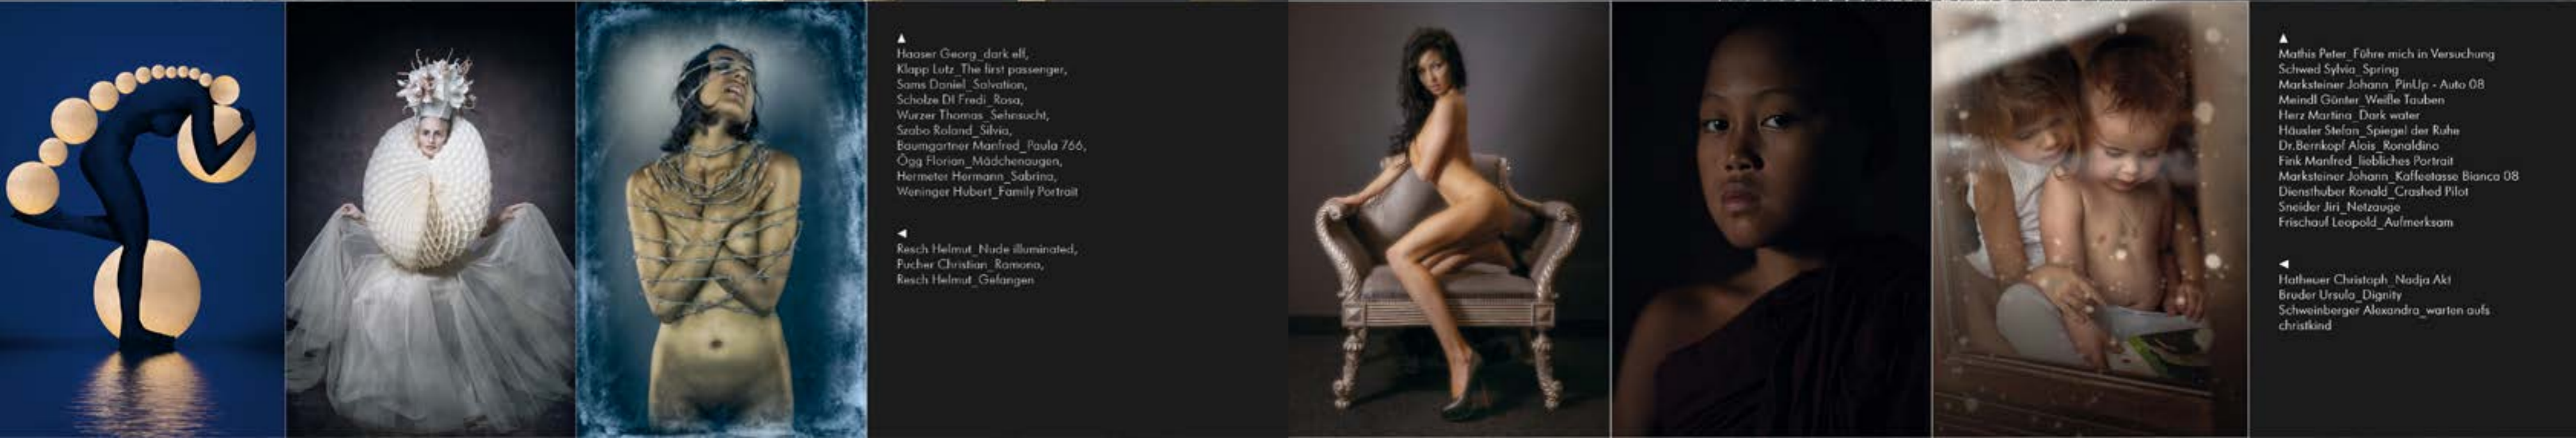 ▲
Haaser Georg_dark elf,
Klapp Lutz_The first passenger,
Sams Daniel_Salvation,
Scholze DI Fredi_Rosa,
Wurzer Thomas_Sehnsucht,
Szabo Roland_Silvia,
Baumgartner Manfred_Paula 766,
Ögg Florian_Mädchenaugen,
Hermeter Hermann_Sabrina,
Weninger Hubert_Family Portrait
◄
Resch Helmut_Nude illuminated,
Pucher Christian_Ramona,
Resch Helmut_Gefangen
▲
Mathis Peter_Führe mich in Versuchung
Schwed Sylvia_Spring
Marksteiner Johann_PinUp - Auto 08
Meindl Günter_Weiße Tauben
Herz Martina_Dark water
Häusler Stefan_Spiegel der Ruhe
Dr.Bernkopf Alois_Ronaldino
Fink Manfred_liebliches Portrait
Marksteiner Johann_Kaffeetasse Bianca 08
Diensthuber Ronald_Crashed Pilot
Sneider Jiri_Netzauge
Frischauf Leopold_Aufmerksam
◄
Hatheuer Christoph_Nadja Akt
Bruder Ursula_Dignity
Schweinberger Alexandra_warten aufs
christkind